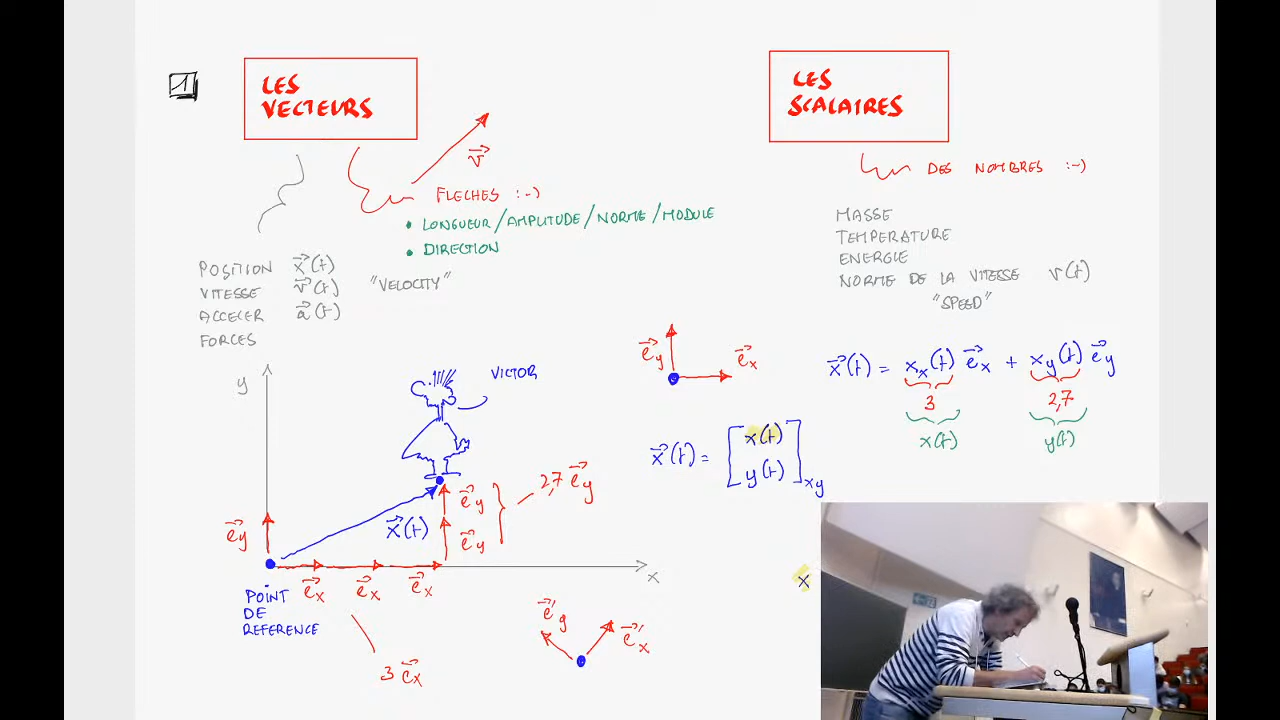 1
LES
VECTEURS
LES
SCALAIRES
v⃗
FLECHES :-)
• LONGUEUR/AMPLITUDE/NORME/MODULE
• DIRECTION
DES NOMBRES :-)
POSITION x⃗(t)
VITESSE v⃗(t) "VELOCITY"
ACCELER a⃗(t)
FORCES
MASSE
TEMPERATURE
ENERGIE
NORME DE LA VITESSE v(t)
"SPEED"
y
VICTOR
e⃗y
e⃗x
x⃗(t) = xx(t) e⃗x + xy(t) e⃗y
3
2,7
x(t)
y(t)
x⃗(t) = [x(t)
y(t)]xy
e⃗y
2,7 e⃗y
x⃗(t)
e⃗y
e⃗y
e⃗x
e⃗x
e⃗x
x
POINT
DE
REFERENCE
3 e⃗x
e⃗'y
e⃗'x
x